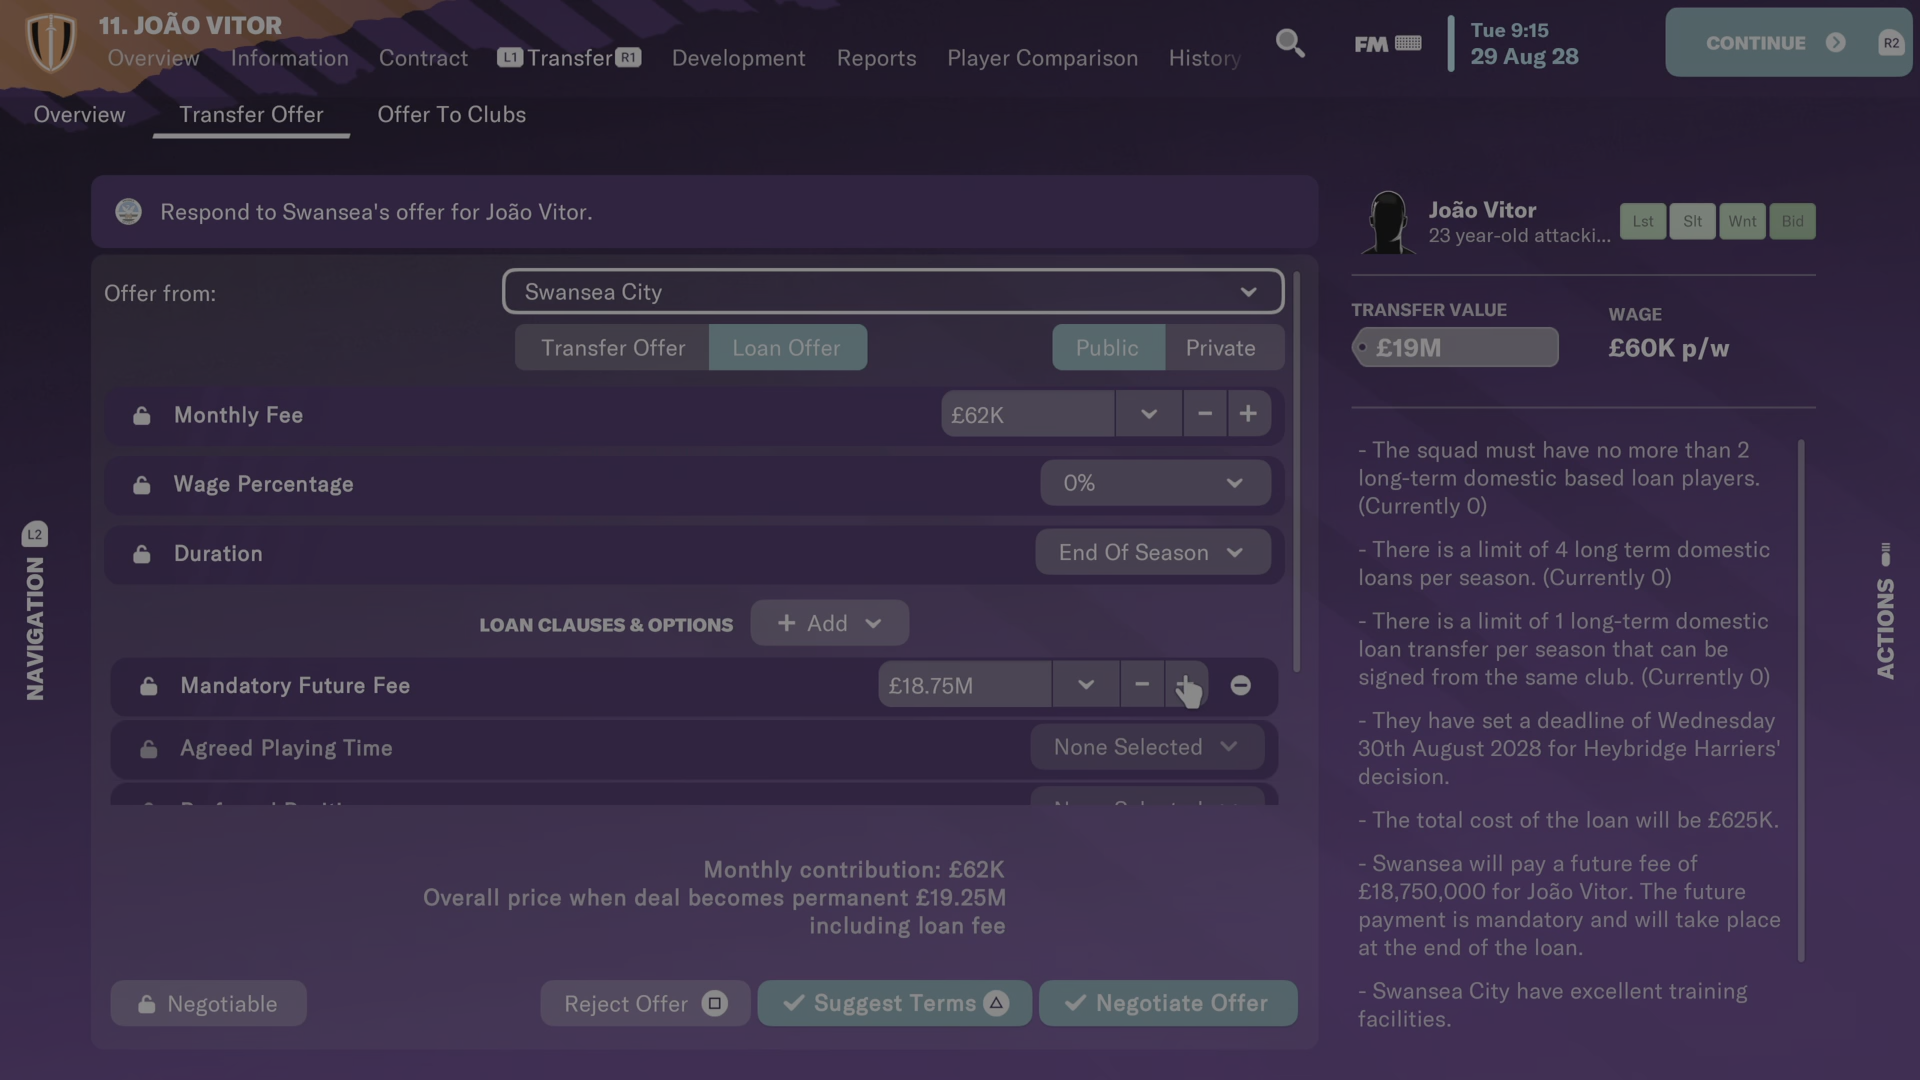 11. JOÃO VITOR
Overview Information Contract L1 Transfer R1 Development Reports Player Comparison History
FM
Tue 9:15
29 Aug 28
CONTINUE R2
Overview Transfer Offer Offer To Clubs
Respond to Swansea's offer for João Vitor.
Offer from: Swansea City
Transfer Offer Loan Offer Public Private
Monthly Fee £62K
Wage Percentage 0%
Duration End Of Season
LOAN CLAUSES & OPTIONS + Add
Mandatory Future Fee £18.75M
Agreed Playing Time None Selected
Monthly contribution: £62K
Overall price when deal becomes permanent £19.25M
including loan fee
Negotiable Reject Offer Suggest Terms Negotiate Offer
L2
NAVIGATION
João Vitor
23 year-old attacki...
Lst Slt Wnt Bid
TRANSFER VALUE WAGE
£19M £60K p/w
- The squad must have no more than 2
long-term domestic based loan players.
(Currently 0)
- There is a limit of 4 long term domestic
loans per season. (Currently 0)
- There is a limit of 1 long-term domestic
loan transfer per season that can be
signed from the same club. (Currently 0)
- They have set a deadline of Wednesday
30th August 2028 for Heybridge Harriers'
decision.
- The total cost of the loan will be £625K.
- Swansea will pay a future fee of
£18,750,000 for João Vitor. The future
payment is mandatory and will take place
at the end of the loan.
- Swansea City have excellent training
facilities.
ACTIONS